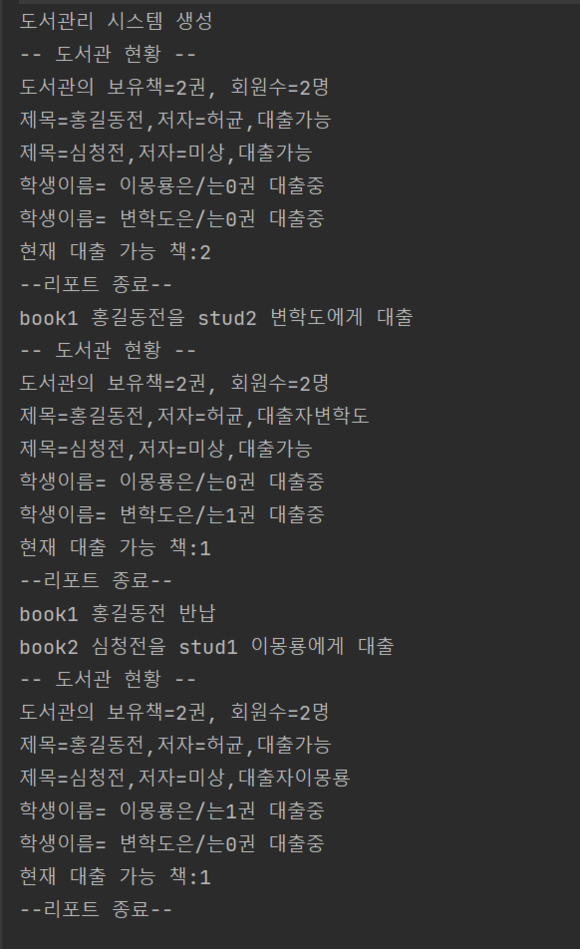 도서관리 시스템 생성
-- 도서관 현황 --
도서관의 보유책=2권, 회원수=2명
제목=홍길동전,저자=허균,대출가능
제목=심청전,저자=미상,대출가능
학생이름= 이몽룡은/는0권 대출중
학생이름= 변학도은/는0권 대출중
현재 대출 가능 책:2
--리포트 종료--
book1 홍길동전을 stud2 변학도에게 대출
-- 도서관 현황 --
도서관의 보유책=2권, 회원수=2명
제목=홍길동전,저자=허균,대출자변학도
제목=심청전,저자=미상,대출가능
학생이름= 이몽룡은/는0권 대출중
학생이름= 변학도은/는1권 대출중
현재 대출 가능 책:1
--리포트 종료--
book1 홍길동전 반납
book2 심청전을 stud1 이몽룡에게 대출
-- 도서관 현황 --
도서관의 보유책=2권, 회원수=2명
제목=홍길동전,저자=허균,대출가능
제목=심청전,저자=미상,대출자이몽룡
학생이름= 이몽룡은/는1권 대출중
학생이름= 변학도은/는0권 대출중
현재 대출 가능 책:1
--리포트 종료--